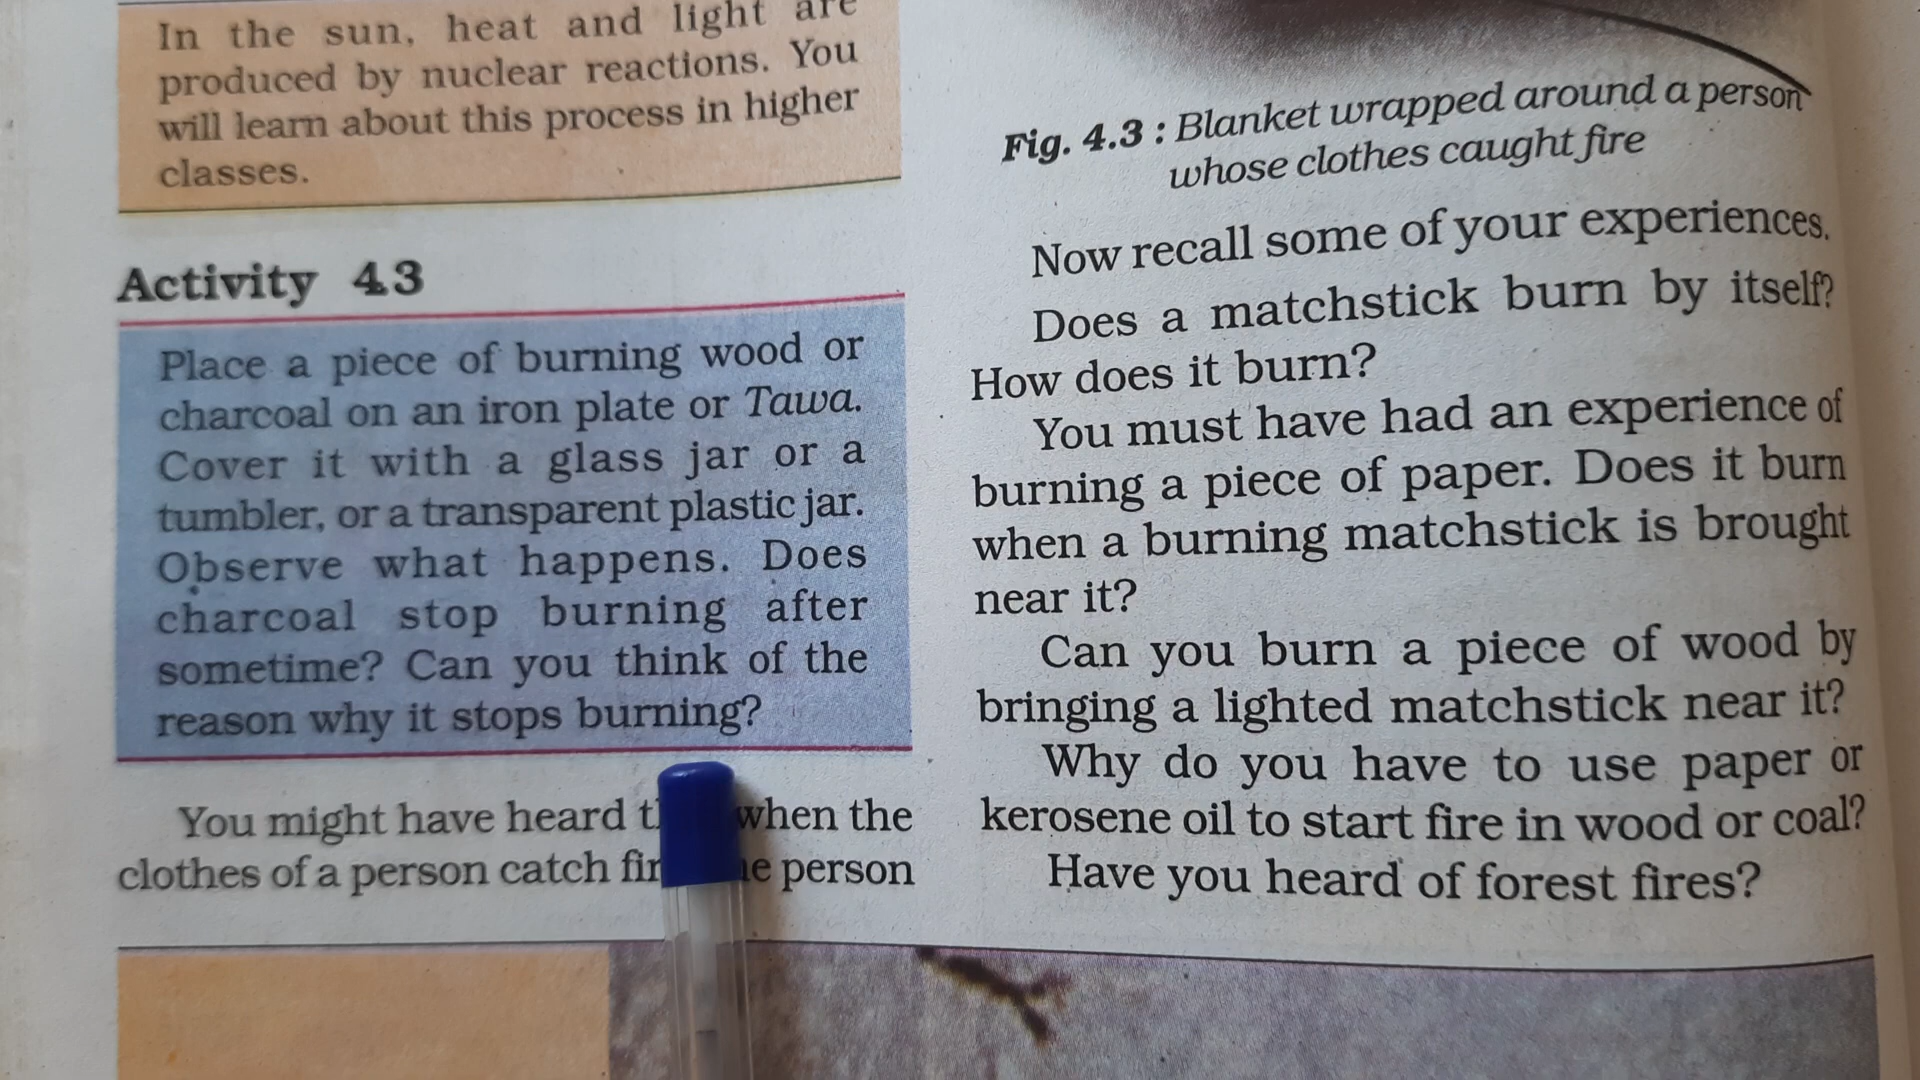 In the sun, heat and light are
produced by nuclear reactions. You
will learn about this process in higher
classes.
Activity 4.3
Place a piece of burning wood or
charcoal on an iron plate or Tawa.
Cover it with a glass jar or a
tumbler, or a transparent plastic jar.
Observe what happens. Does
charcoal stop burning after
sometime? Can you think of the
reason why it stops burning?
You might have heard when the
clothes of a person catch person
Fig. 4.3 : Blanket wrapped around a person
whose clothes caught fire
Now recall some of your experiences.
Does a matchstick burn by itself?
How does it burn?
You must have had an experience of
burning a piece of paper. Does it burn
when a burning matchstick is brought
near it?
Can you burn a piece of wood by
bringing a lighted matchstick near it?
Why do you have to use paper or
kerosene oil to start fire in wood or coal?
Have you heard of forest fires?